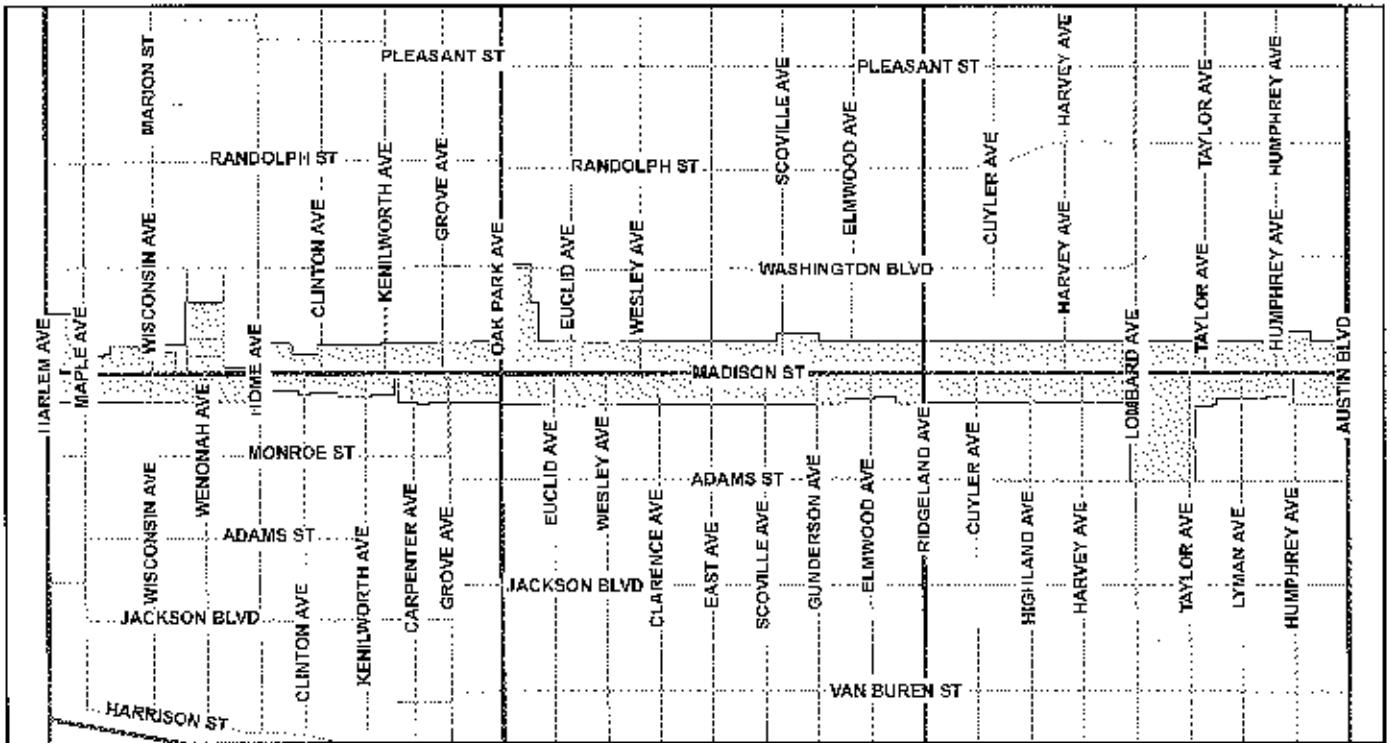 PLEASANT ST
PLEASANT ST
MARION ST
SCOVILLE AVE
HARVEY AVE
TAYLOR AVE
HUMPHREY AVE
RANDOLPH ST
RANDOLPH ST
KENILWORTH AVE
GROVE AVE
ELMWOOD AVE
CUYLER AVE
WISCONSIN AVE
CLINTON AVE
OAK PARK AVE
EUCLID AVE
WESLEY AVE
WASHINGTON BLVD
HARVEY AVE
TAYLOR AVE
HUMPHREY AVE
HARLEM AVE
MAPLE AVE
HOME AVE
MADISON ST
LOMBARD AVE
AUSTIN BLVD
WENONAH AVE
MONROE ST
EUCLID AVE
WESLEY AVE
ADAMS ST
RIDGELAND AVE
CUYLER AVE
WISCONSIN AVE
ADAMS ST
KENILWORTH AVE
CARPENTER AVE
GROVE AVE
JACKSON BLVD
CLARENCE AVE
EAST AVE
SCOVILLE AVE
GUNDERSON AVE
ELMWOOD AVE
HIGHLAND AVE
HARVEY AVE
TAYLOR AVE
LYMAN AVE
HUMPHREY AVE
JACKSON BLVD
CLINTON AVE
VAN BUREN ST
HARRISON ST